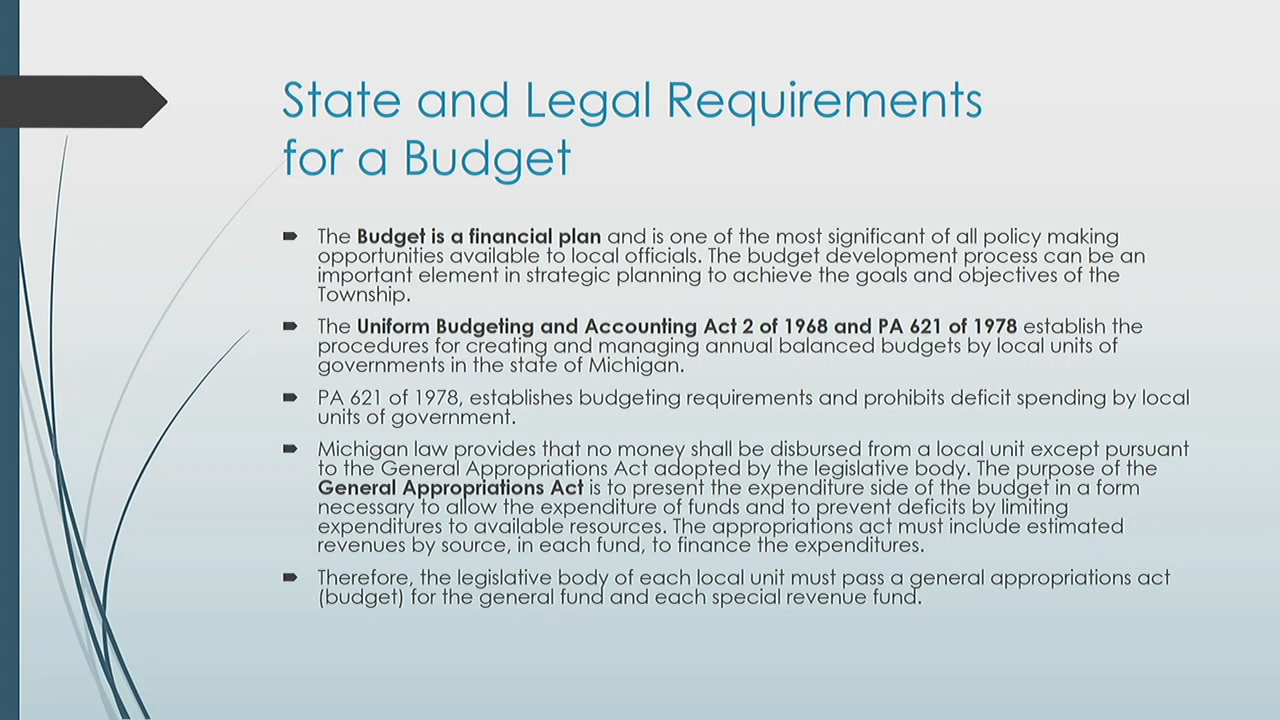 State and Legal Requirements
for a Budget
The Budget is a financial plan and is one of the most significant of all policy making
opportunities available to local officials. The budget development process can be an
important element in strategic planning to achieve the goals and objectives of the
Township.
The Uniform Budgeting and Accounting Act 2 of 1968 and PA 621 of 1978 establish the
procedures for creating and managing annual balanced budgets by local units of
governments in the state of Michigan.
PA 621 of 1978, establishes budgeting requirements and prohibits deficit spending by local
units of government.
Michigan law provides that no money shall be disbursed from a local unit except pursuant
to the General Appropriations Act adopted by the legislative body. The purpose of the
General Appropriations Act is to present the expenditure side of the budget in a form
necessary to allow the expenditure of funds and to prevent deficits by limiting
expenditures to available resources. The appropriations act must include estimated
revenues by source, in each fund, to finance the expenditures.
Therefore, the legislative body of each local unit must pass a general appropriations act
(budget) for the general fund and each special revenue fund.